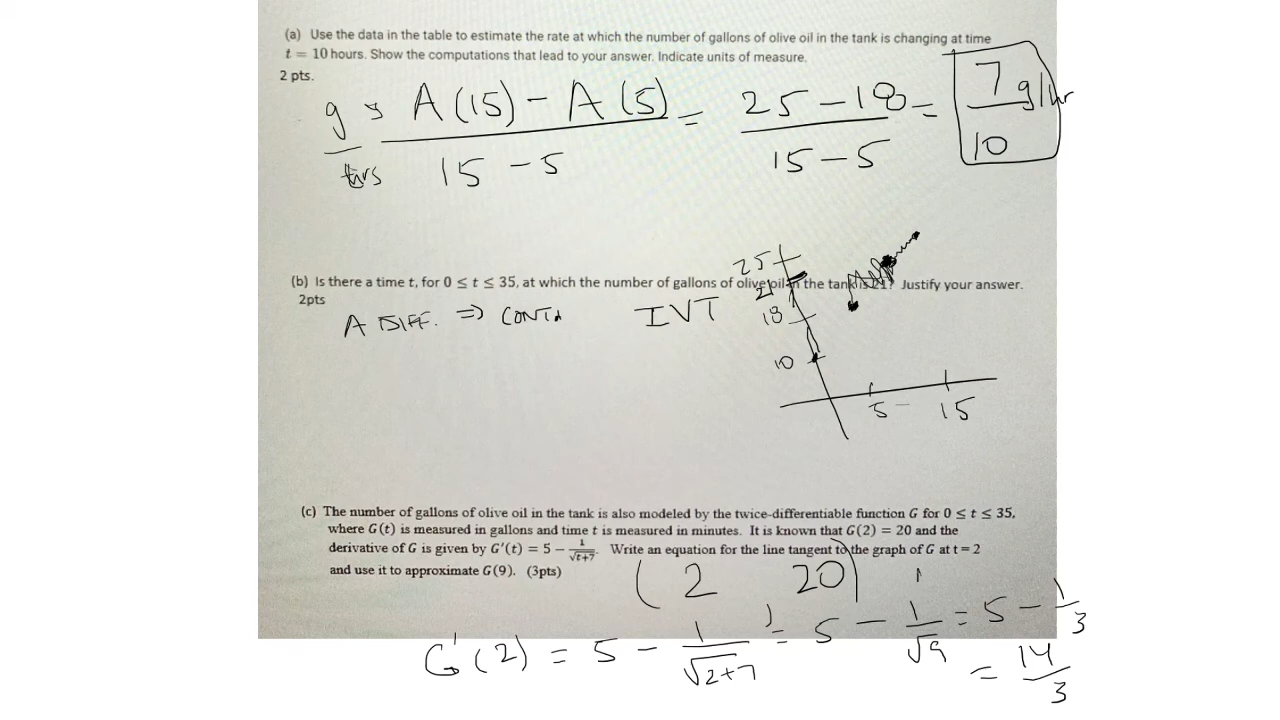 (a) Use the data in the table to estimate the rate at which the number of gallons of olive oil in the tank is changing at time
t = 10 hours. Show the computations that lead to your answer. Indicate units of measure.
2 pts.
g/hrs A(15) - A(5)/15 - 5 = 25 - 18/15 - 5 = 7/10 g/hr
25
(b) Is there a time t, for 0 ≤ t ≤ 35, at which the number of gallons of olive oil in the tank is 21? Justify your answer.
2pts
21
A DIFF. ⇒ CONT. IVT 18
10
5 15
(c) The number of gallons of olive oil in the tank is also modeled by the twice-differentiable function G for 0 ≤ t ≤ 35,
where G(t) is measured in gallons and time t is measured in minutes. It is known that G(2) = 20 and the
derivative of G is given by G'(t) = 5 - 1/√t+7. Write an equation for the line tangent to the graph of G at t = 2
and use it to approximate G(9). (3pts)
(2 , 20)
G'(2) = 5 - 1/√2+7 = 5 - 1/√9 = 5 - 1/3
= 14/3